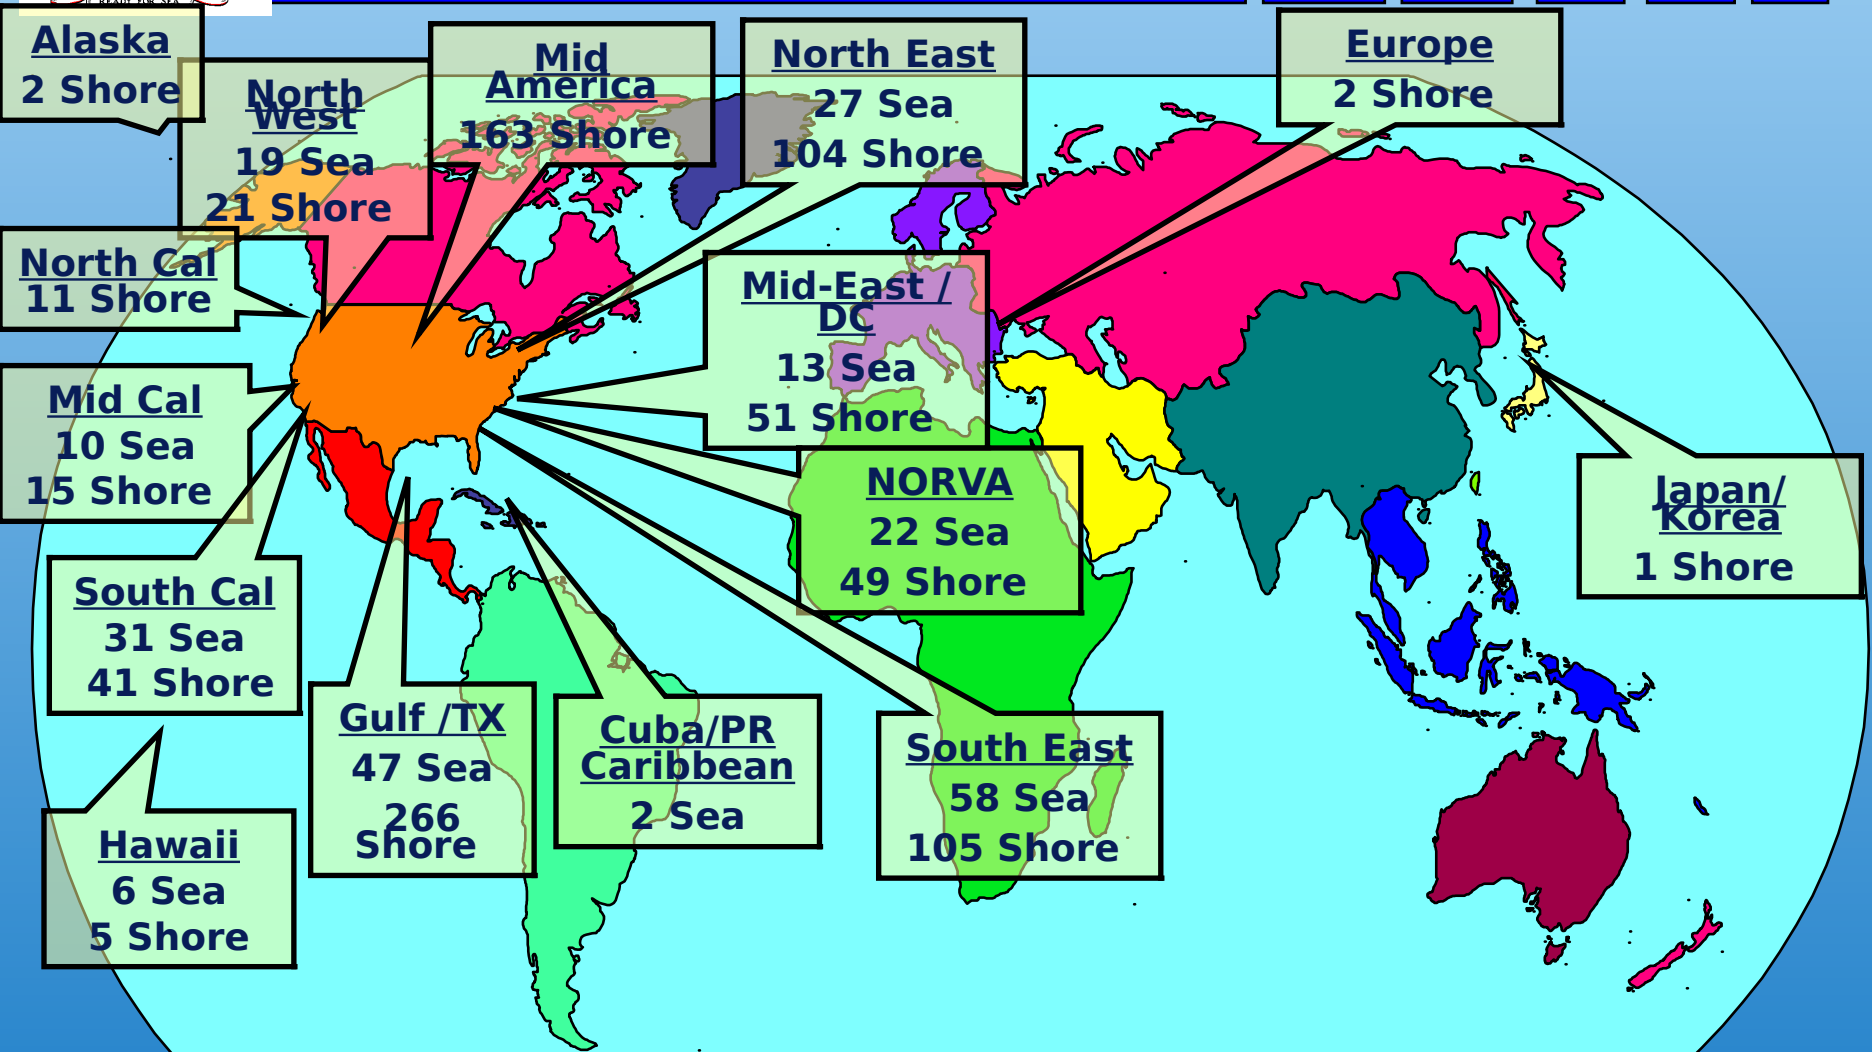 READY FOR SEA
Alaska
2 Shore
North
West
19 Sea
21 Shore
Mid
America
163 Shore
North East
27 Sea
104 Shore
Europe
2 Shore
North Cal
11 Shore
Mid-East /
DC
13 Sea
51 Shore
Mid Cal
10 Sea
15 Shore
NORVA
22 Sea
49 Shore
Japan/
Korea
1 Shore
South Cal
31 Sea
41 Shore
Gulf /TX
47 Sea
266
Shore
Cuba/PR
Caribbean
2 Sea
South East
58 Sea
105 Shore
Hawaii
6 Sea
5 Shore